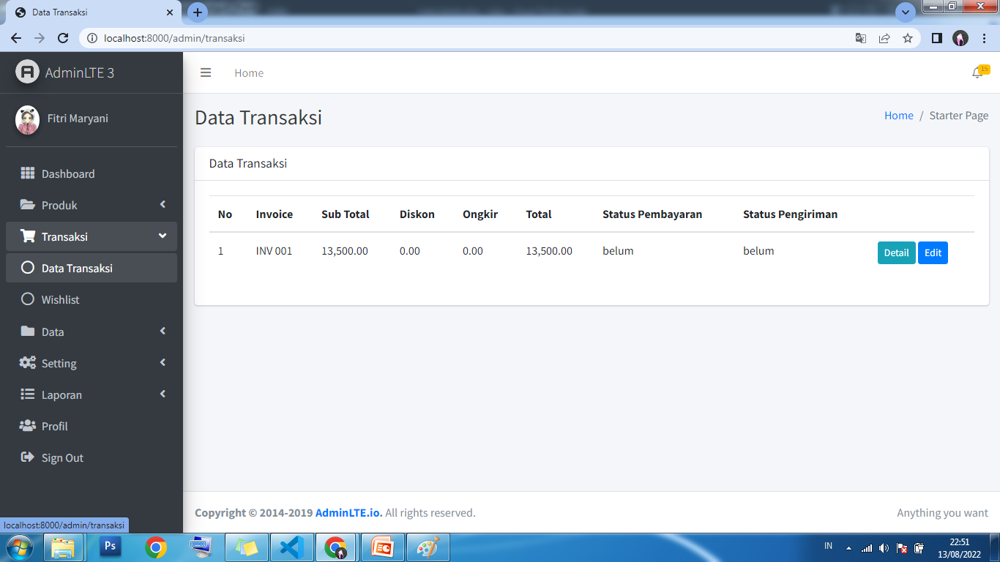 Data Transaksi
localhost:8000/admin/transaksi
AdminLTE 3
Home
15
Fitri Maryani
Data Transaksi
Home / Starter Page
Dashboard
Produk
Transaksi
Data Transaksi
Wishlist
Data
Setting
Laporan
Profil
Sign Out
Data Transaksi
No Invoice Sub Total Diskon Ongkir Total Status Pembayaran Status Pengiriman
1 INV 001 13,500.00 0.00 0.00 13,500.00 belum belum Detail Edit
Copyright © 2014-2019 AdminLTE.io. All rights reserved.
Anything you want
localhost:8000/admin/transaksi
Ps
IN
22:51
13/08/2022